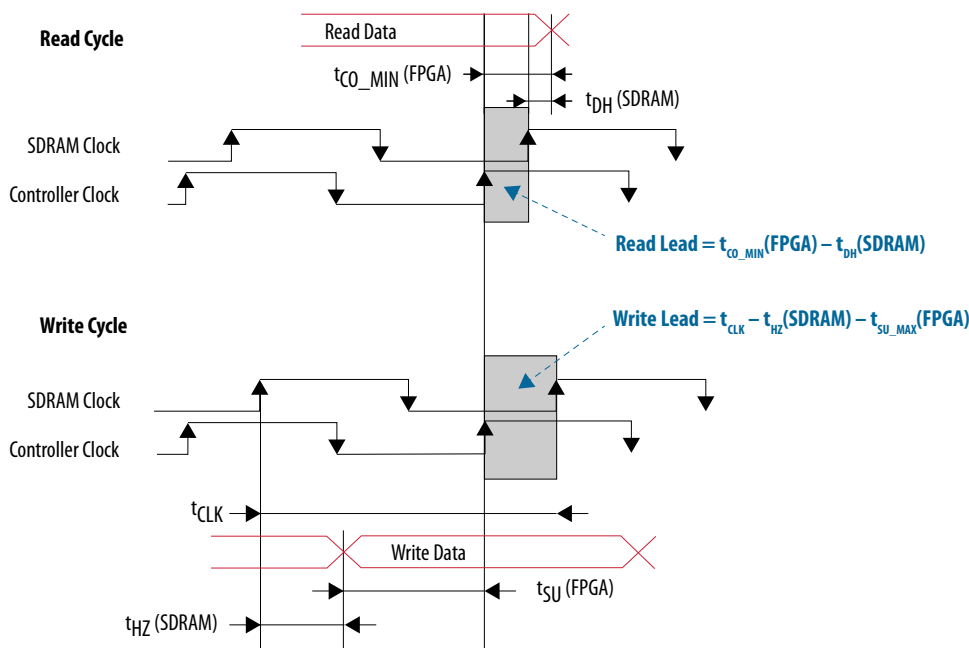 Read Cycle
Read Data
tCO_MIN (FPGA)
tDH (SDRAM)
SDRAM Clock
Controller Clock
Read Lead = tCO_MIN(FPGA) – tDH(SDRAM)
Write Cycle
Write Lead = tCLK – tHZ(SDRAM) – tSU_MAX(FPGA)
SDRAM Clock
Controller Clock
tCLK
Write Data
tSU (FPGA)
tHZ (SDRAM)